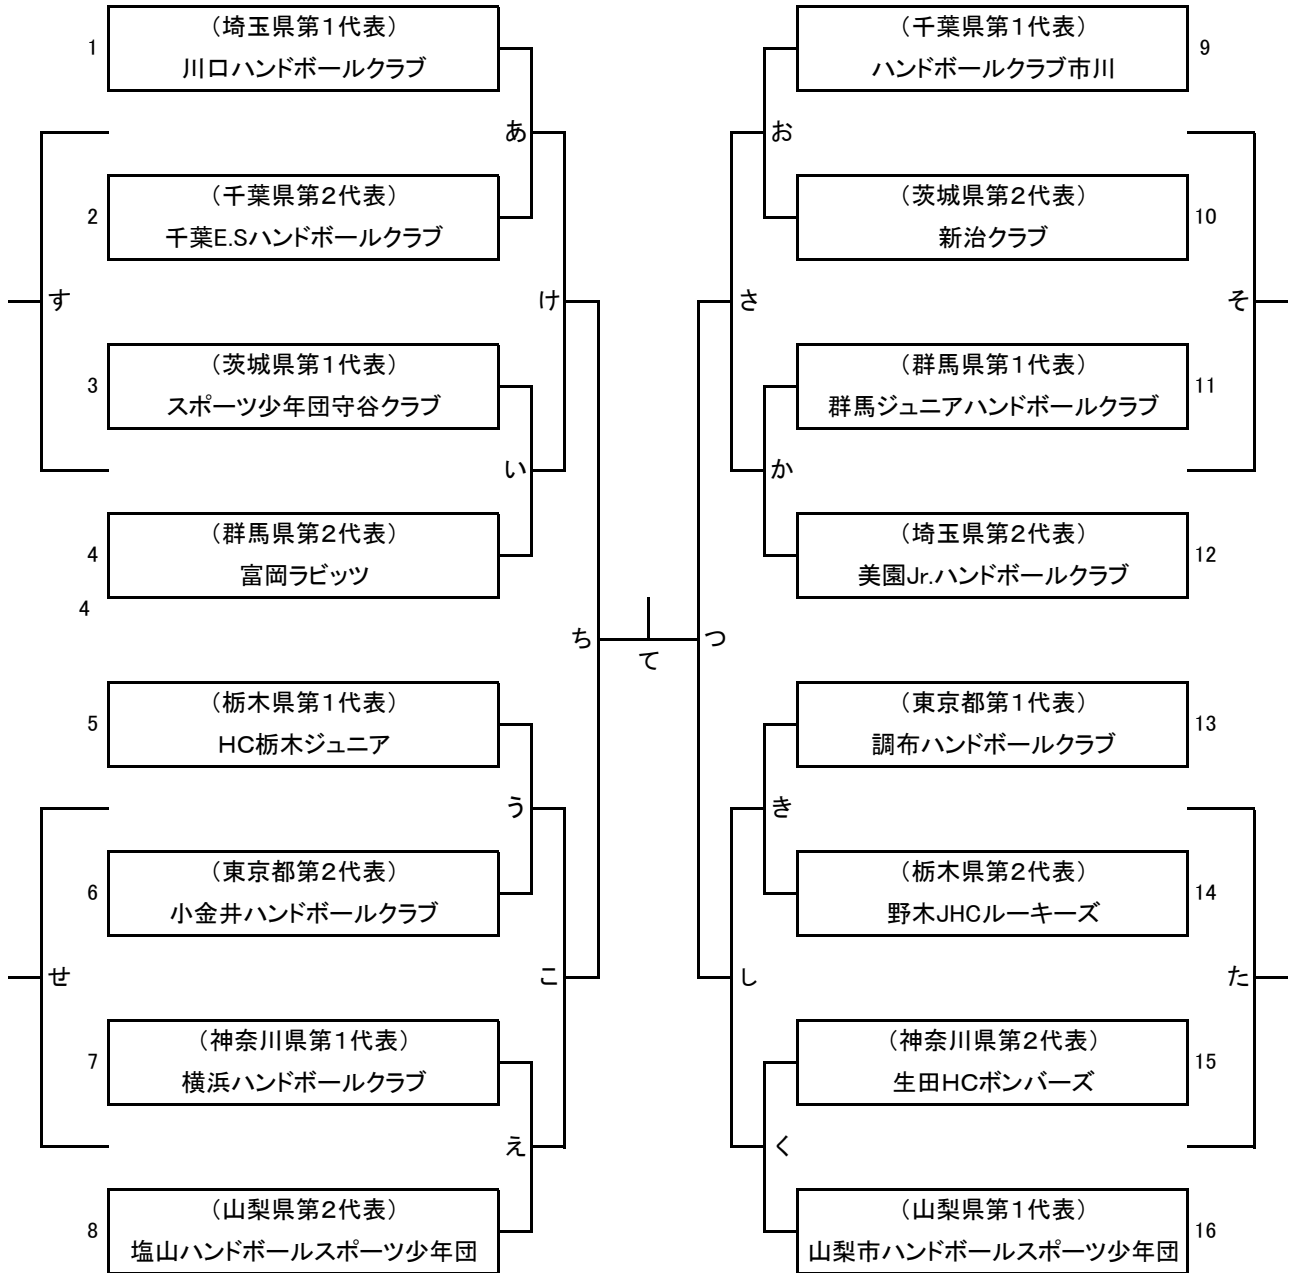 1
（埼玉県第１代表）
川口ハンドボールクラブ
あ
2
（千葉県第２代表）
千葉E.Sハンドボールクラブ
す
け
3
（茨城県第１代表）
スポーツ少年団守谷クラブ
い
4
（群馬県第２代表）
富岡ラビッツ
4
ち
5
（栃木県第１代表）
HC栃木ジュニア
う
6
（東京都第２代表）
小金井ハンドボールクラブ
せ
こ
7
（神奈川県第１代表）
横浜ハンドボールクラブ
え
8
（山梨県第２代表）
塩山ハンドボールスポーツ少年団
て
（千葉県第１代表）
ハンドボールクラブ市川
9
お
（茨城県第２代表）
新治クラブ
10
さ
そ
（群馬県第１代表）
群馬ジュニアハンドボールクラブ
11
か
（埼玉県第２代表）
美園Jr.ハンドボールクラブ
12
つ
（東京都第１代表）
調布ハンドボールクラブ
13
き
（栃木県第２代表）
野木JHCルーキーズ
14
し
た
（神奈川県第２代表）
生田HCボンバーズ
15
く
（山梨県第１代表）
山梨市ハンドボールスポーツ少年団
16